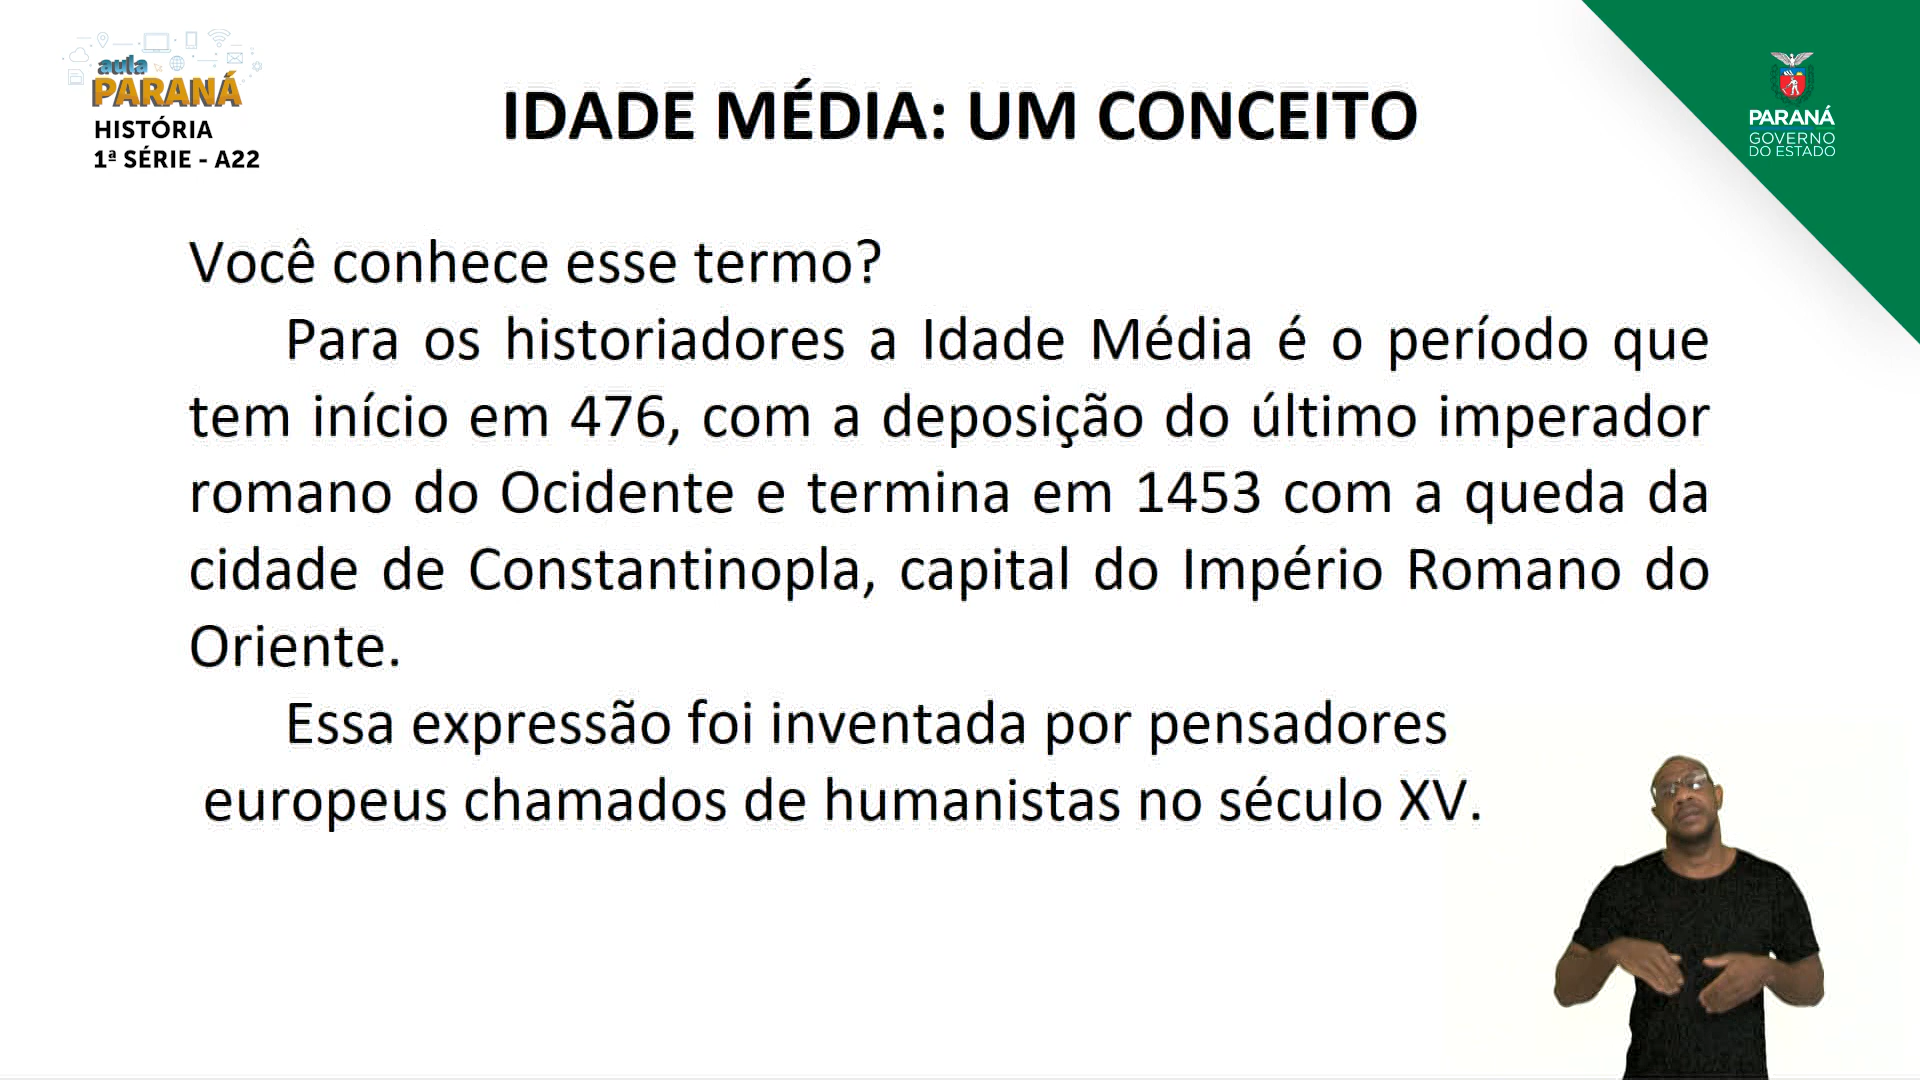 aula
PARANÁ
HISTÓRIA
1ª SÉRIE - A22
IDADE MÉDIA: UM CONCEITO
PARANÁ
GOVERNO
DO ESTADO
Você conhece esse termo?
Para os historiadores a Idade Média é o período que
tem início em 476, com a deposição do último imperador
romano do Ocidente e termina em 1453 com a queda da
cidade de Constantinopla, capital do Império Romano do
Oriente.
Essa expressão foi inventada por pensadores
europeus chamados de humanistas no século XV.